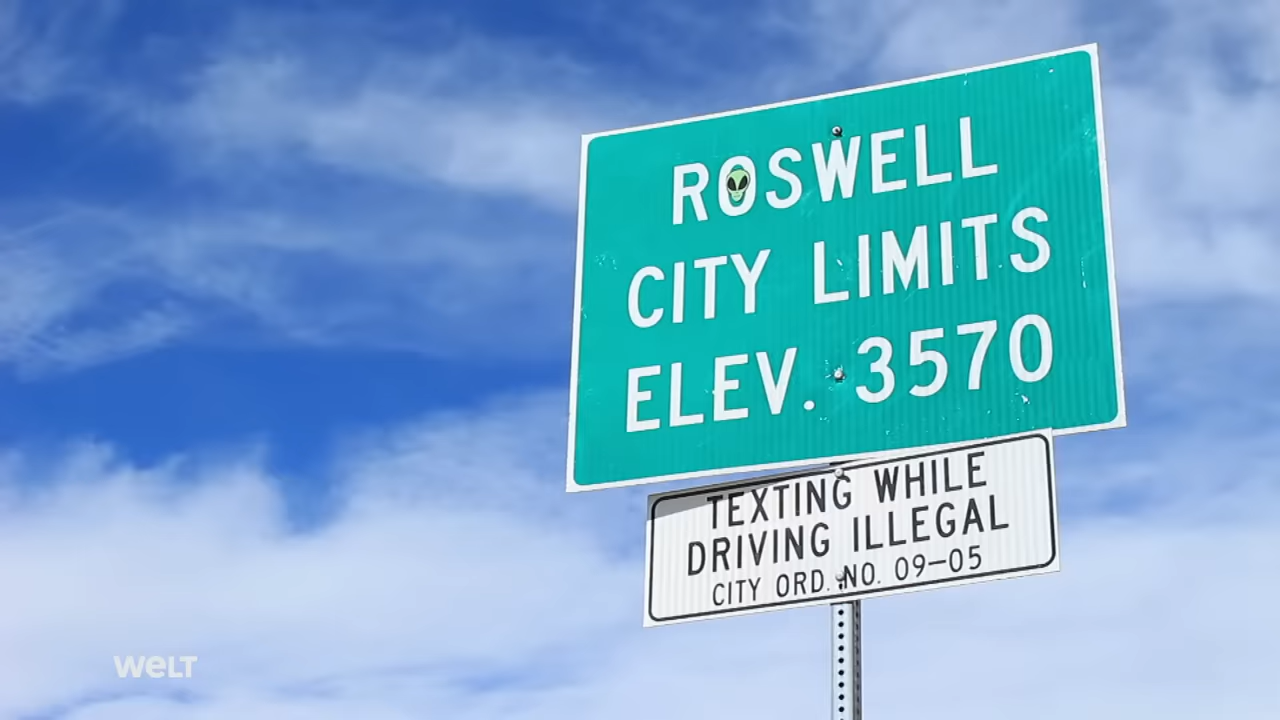 ROSWELL
CITY LIMITS
ELEV. 3570
TEXTING WHILE
DRIVING ILLEGAL
CITY ORD. NO. 09-05
WELT